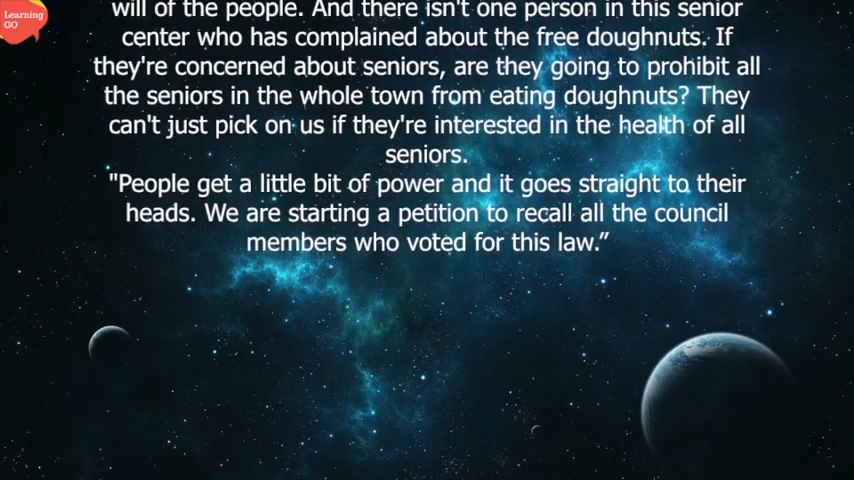 Learning
GO
will of the people. And there isn't one person in this senior
center who has complained about the free doughnuts. If
they're concerned about seniors, are they going to prohibit all
the seniors in the whole town from eating doughnuts? They
can't just pick on us if they're interested in the health of all
seniors.
"People get a little bit of power and it goes straight to their
heads. We are starting a petition to recall all the council
members who voted for this law.”